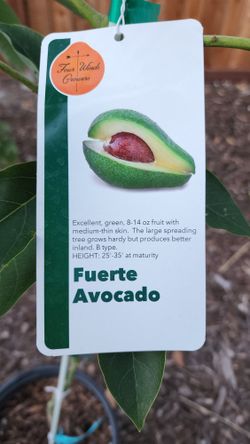 Four Winds
Growers
Excellent, green, 8-14 oz fruit with
medium-thin skin. The large spreading
tree grows hardy but produces better
inland. B type.
HEIGHT: 25'-35' at maturity
Fuerte
Avocado